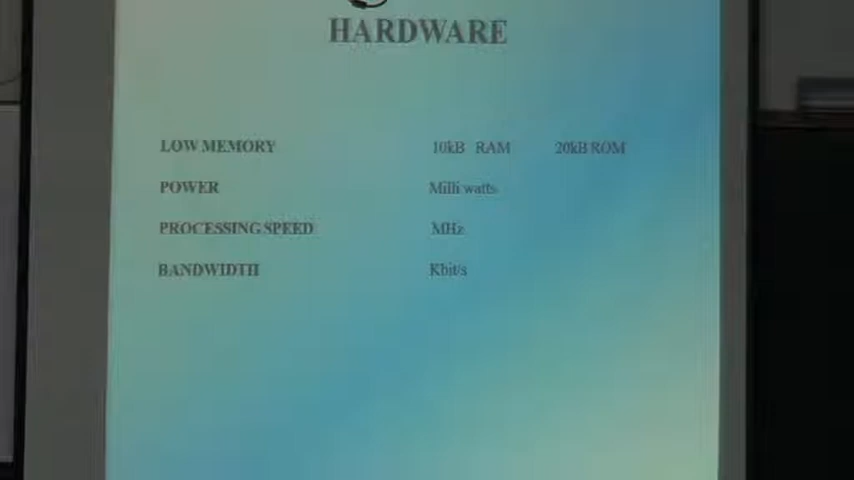 HARDWARE
LOW MEMORY 10kB RAM 20kB ROM
POWER Milli watts
PROCESSING SPEED MHz
BANDWIDTH Kbit/s